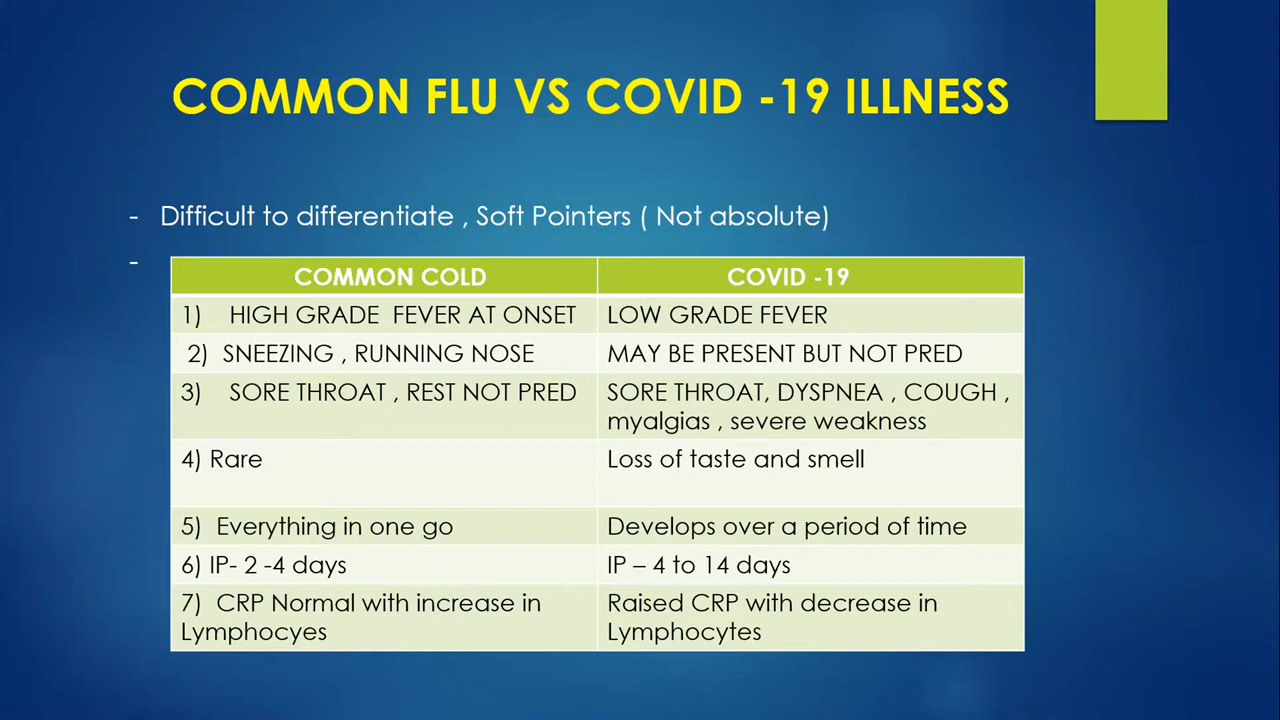 COMMON FLU VS COVID -19 ILLNESS
- Difficult to differentiate , Soft Pointers ( Not absolute)
-
COMMON COLD COVID -19
1) HIGH GRADE FEVER AT ONSET LOW GRADE FEVER
2) SNEEZING , RUNNING NOSE MAY BE PRESENT BUT NOT PRED
3) SORE THROAT , REST NOT PRED SORE THROAT, DYSPNEA , COUGH ,
myalgias , severe weakness
4) Rare Loss of taste and smell
5) Everything in one go Develops over a period of time
6) IP- 2 -4 days IP – 4 to 14 days
7) CRP Normal with increase in Raised CRP with decrease in
Lymphocyes Lymphocytes